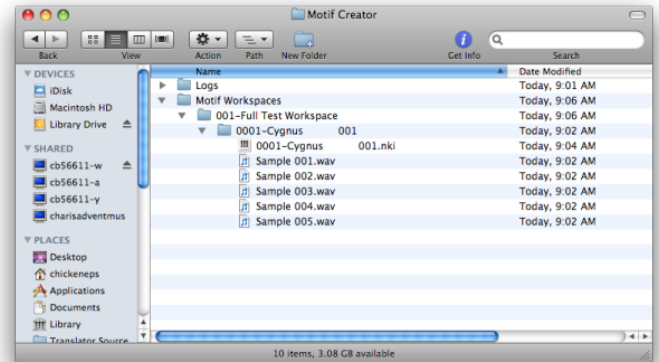 Motif Creator
Back View Action Path New Folder Get Info Search
Name Date Modified
DEVICES
iDisk
Macintosh HD
Library Drive
SHARED
cb56611-w
cb56611-a
cb56611-y
charisadventmus
PLACES
Desktop
chickeneps
Applications
Documents
Library
Translator Source
Logs Today, 9:01 AM
Motif Workspaces Today, 9:06 AM
001-Full Test Workspace Today, 9:06 AM
0001-Cygnus 001 Today, 9:02 AM
0001-Cygnus 001.nki Today, 9:04 AM
Sample 001.wav Today, 9:02 AM
Sample 002.wav Today, 9:02 AM
Sample 003.wav Today, 9:02 AM
Sample 004.wav Today, 9:02 AM
Sample 005.wav Today, 9:02 AM
10 items, 3.08 GB available